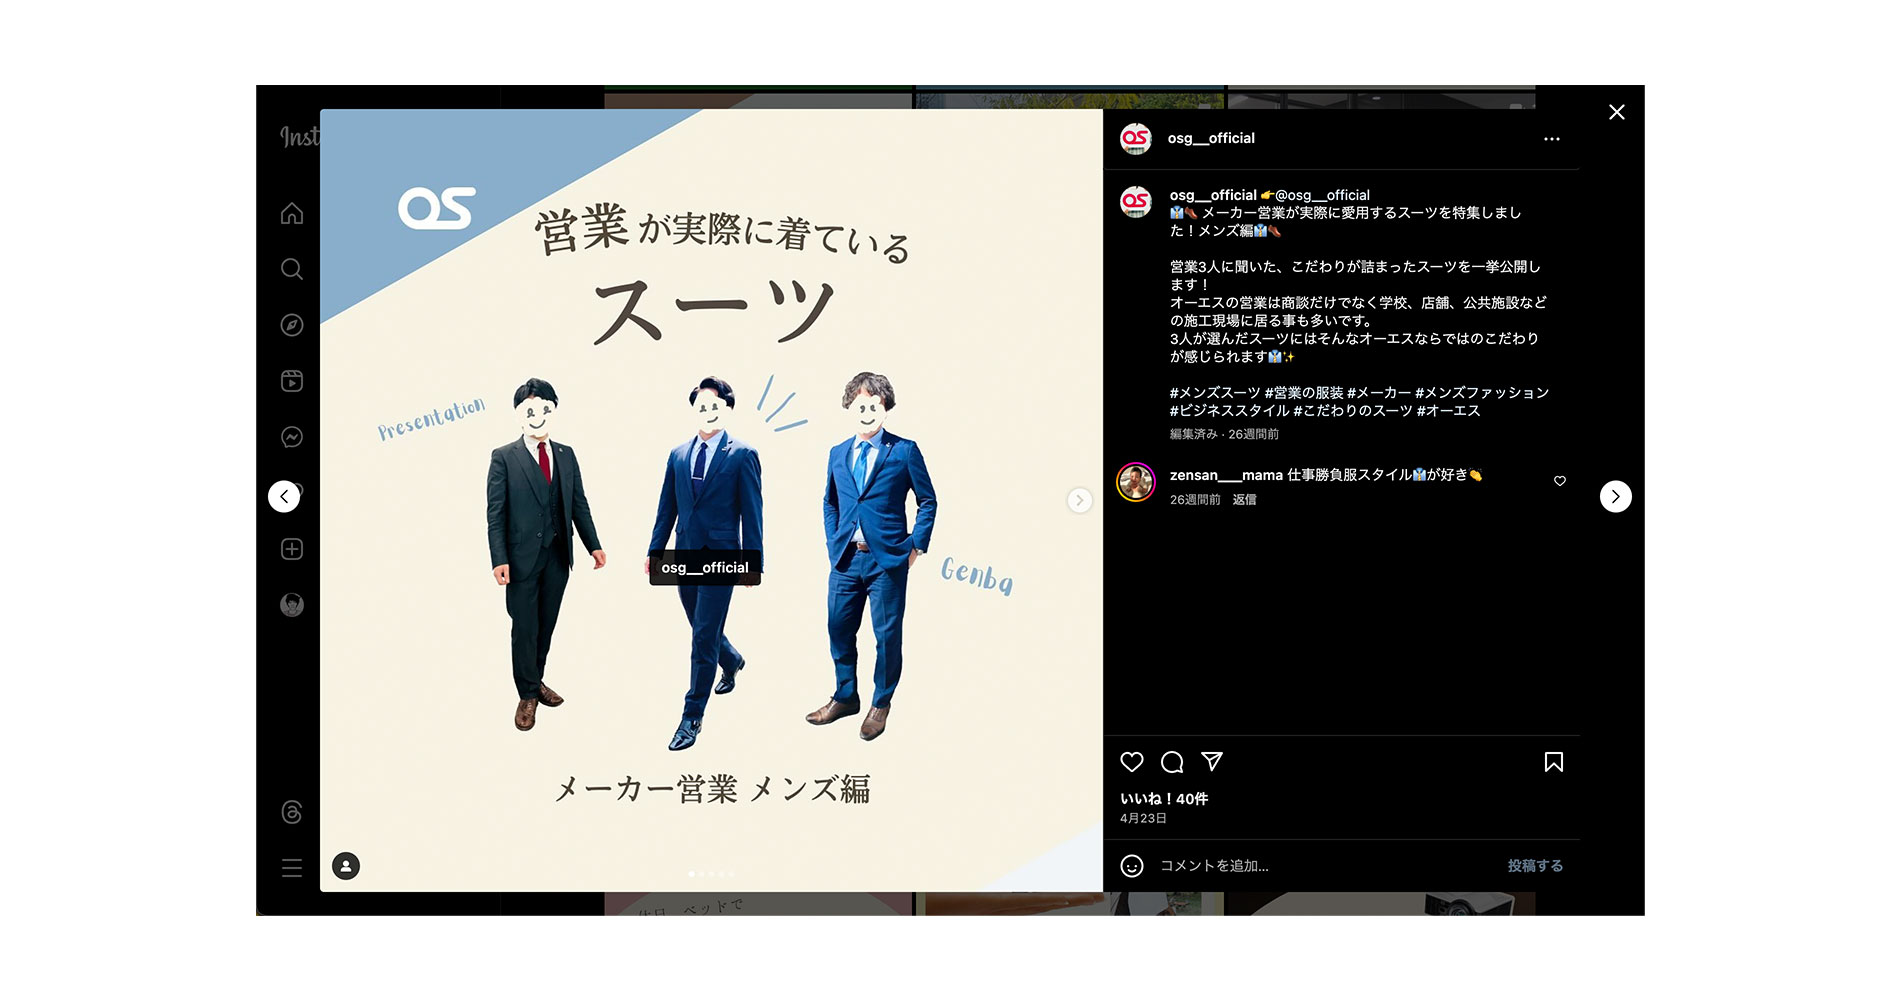 Inst
OS
営業が実際に着ている
スーツ
Presentation
Genba
osg__official
メーカー営業 メンズ編
OS
osg__official
OS
osg__official 👉@osg__official
👔👞 メーカー営業が実際に愛用するスーツを特集しまし
た！メンズ編👔👞
営業3人に聞いた、こだわりが詰まったスーツを一挙公開し
ます！
オーエスの営業は商談だけでなく学校、店舗、公共施設など
の施工現場に居る事も多いです。
3人が選んだスーツにはそんなオーエスならではのこだわり
が感じられます👔✨
#メンズスーツ #営業の服装 #メーカー #メンズファッション
#ビジネススタイル #こだわりのスーツ #オーエス
編集済み · 26週間前
zensan___mama 仕事勝負服スタイル👔が好き👏
26週間前 返信
いいね！40件
4月23日
コメントを追加...
投稿する
休日、ベッドで